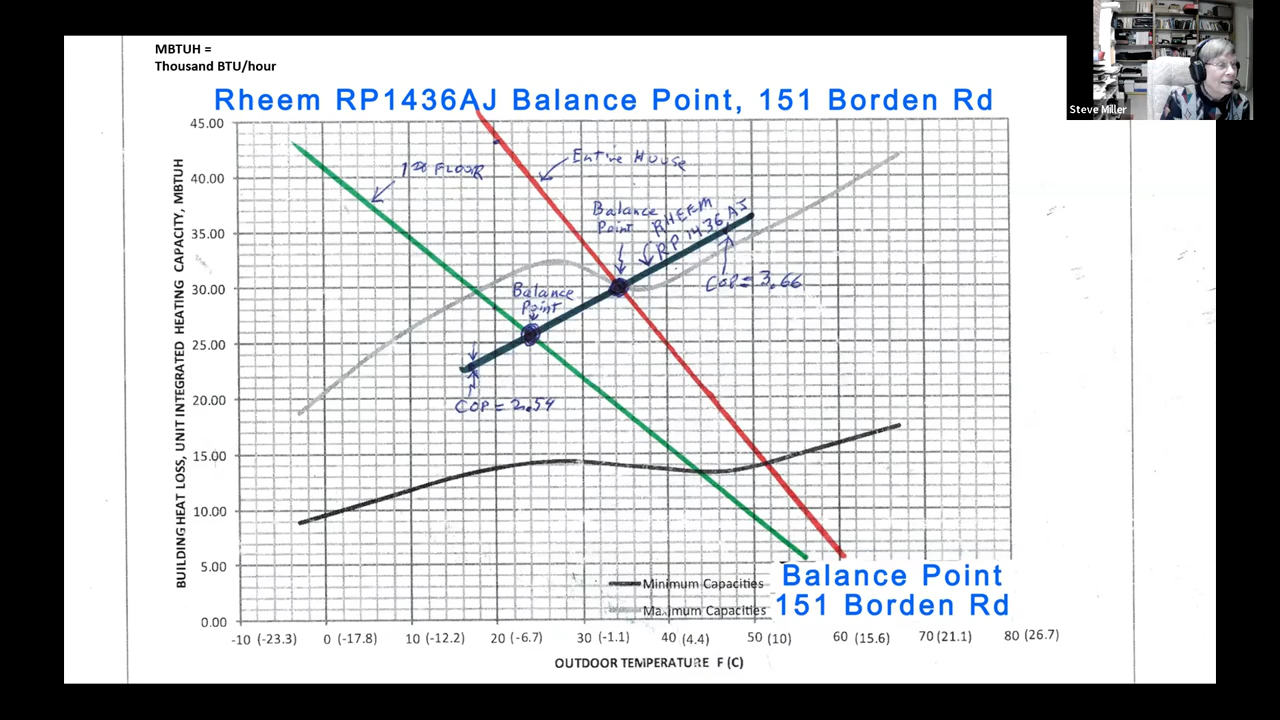 MBTUH =
Thousand BTU/hour
Steve Miller
Rheem RP1436AJ Balance Point, 151 Borden Rd
BUILDING HEAT LOSS, UNIT INTEGRATED HEATING CAPACITY, MBTUH
45.00
40.00
35.00
30.00
25.00
20.00
15.00
10.00
5.00
0.00
1st FLOOR
Entire House
Balance
Point
RHEEM
RP1436AJ
COP = 3.66
Balance
Point
COP = 2.54
Minimum Capacities
Maximum Capacities
Balance Point
151 Borden Rd
-10 (-23.3) 0 (-17.8) 10 (-12.2) 20 (-6.7) 30 (-1.1) 40 (4.4) 50 (10) 60 (15.6) 70 (21.1) 80 (26.7)
OUTDOOR TEMPERATURE F (C)